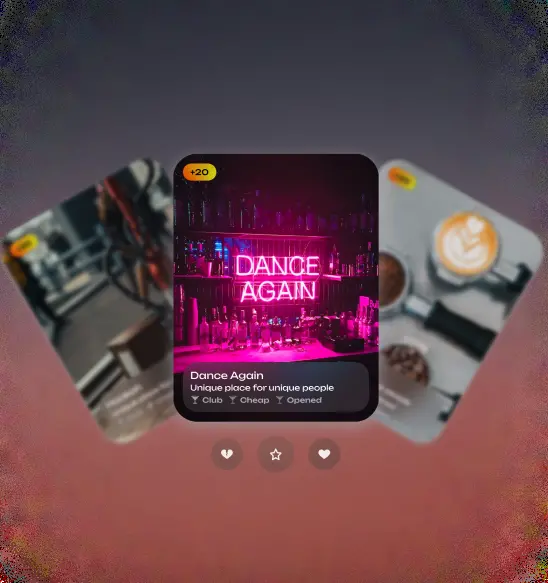 +20
DANCE
AGAIN
Dance Again
Unique place for unique people
Club Cheap Opened